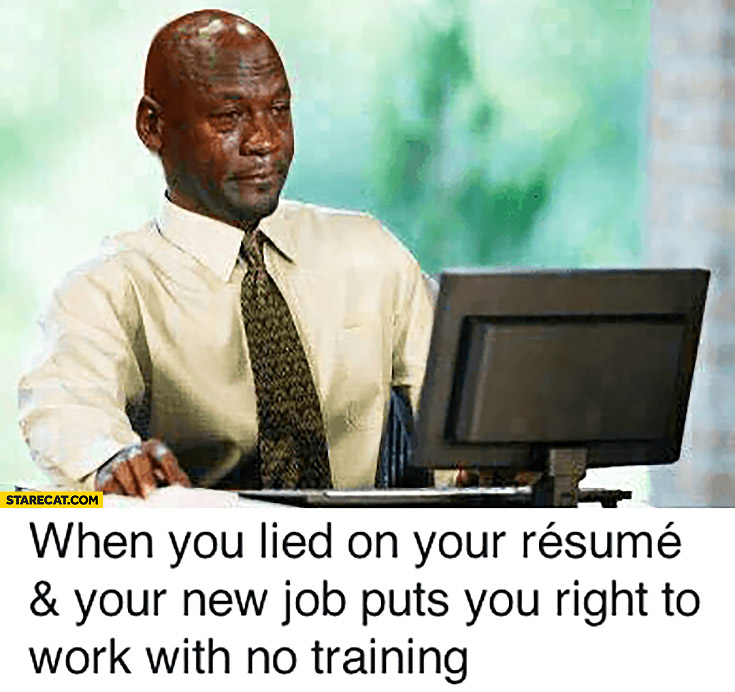 STARECAT.COM
When you lied on your résumé
& your new job puts you right to
work with no training